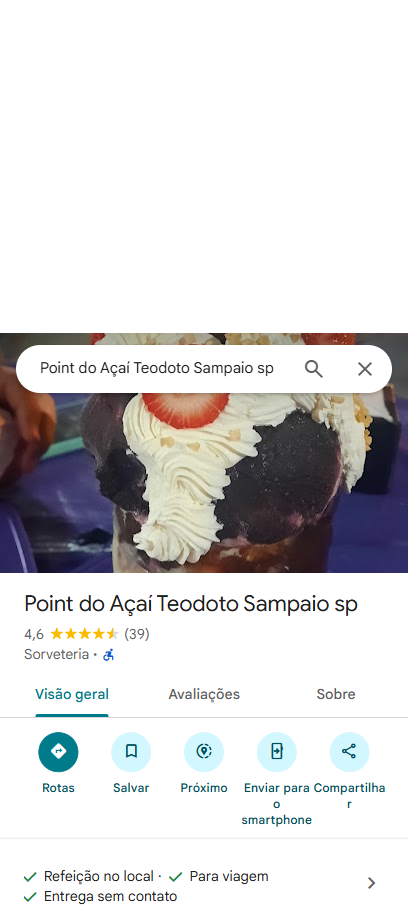 Point do Açaí Teodoto Sampaio sp
Point do Açaí Teodoto Sampaio sp
4,6 (39)
Sorveteria ·
Visão geral Avaliações Sobre
Rotas Salvar Próximo Enviar para Compartilha
o r
smartphone
Refeição no local · Para viagem
Entrega sem contato